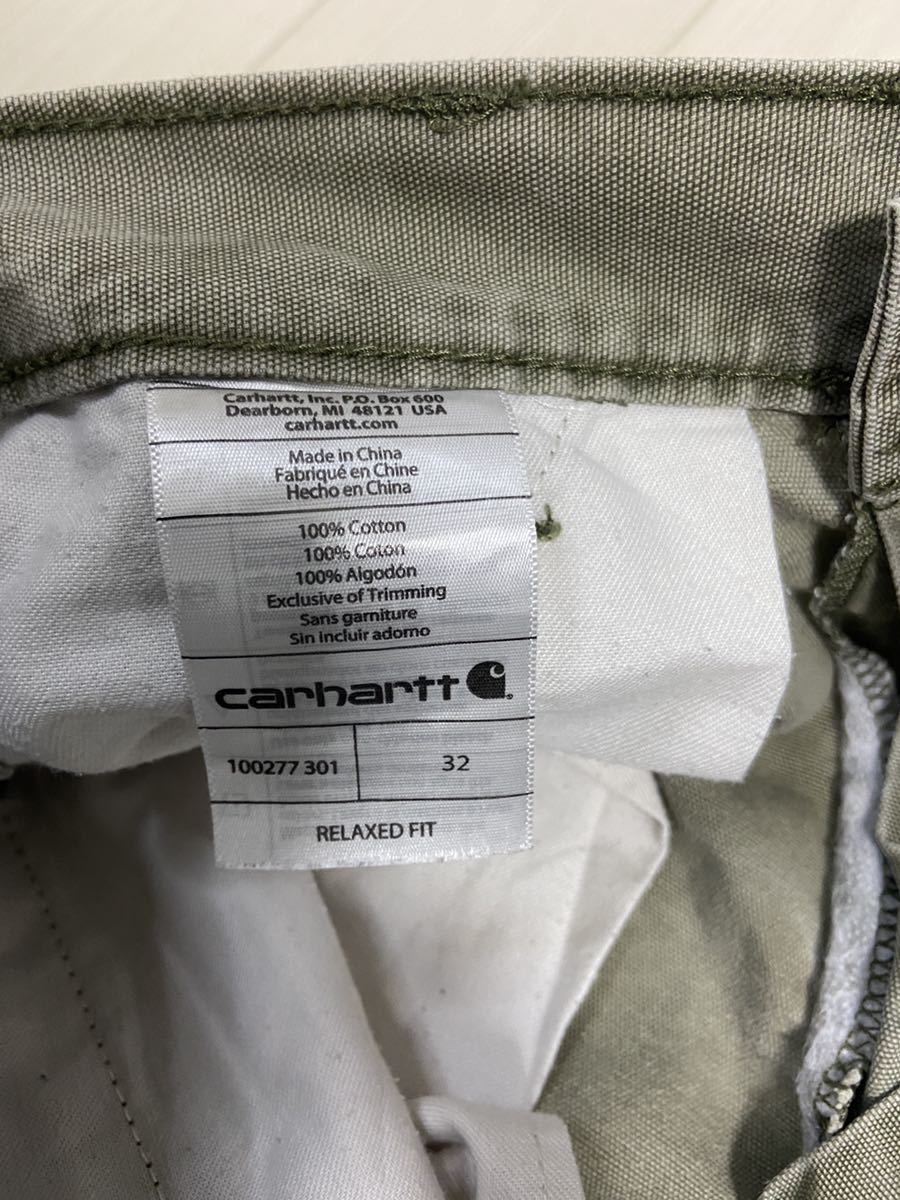 Carhartt, Inc. P.O. Box 600
Dearborn, MI 48121 USA
carhartt.com
Made in China
Fabriqué en Chine
Hecho en China
100% Cotton
100% Coton
100% Algodón
Exclusive of Trimming
Sans garniture
Sin incluir adorno
carhartt
100277 301
32
RELAXED FIT